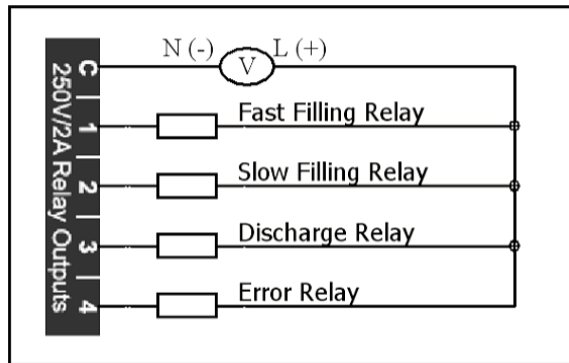 N (-) V L (+)
C
1 Fast Filling Relay
2 Slow Filling Relay
3 Discharge Relay
4 Error Relay
250V/2A Relay Outputs